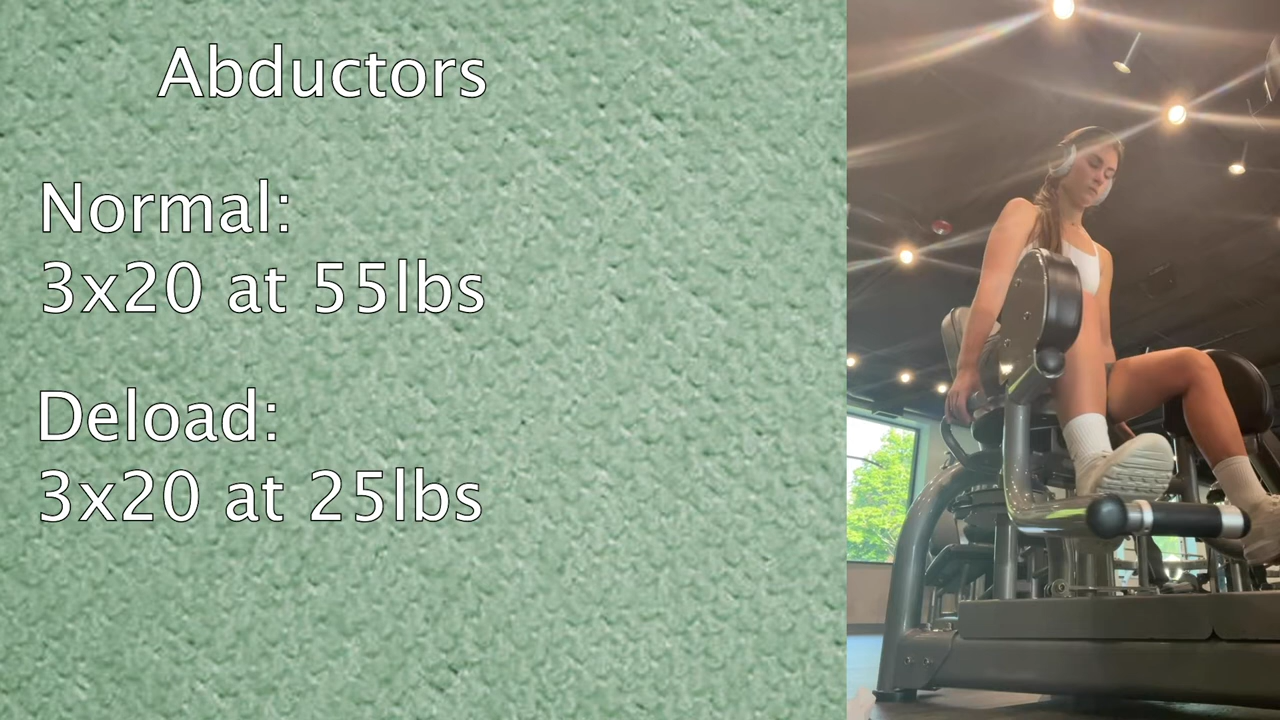 Abductors
Normal:
3x20 at 55lbs
Deload:
3x20 at 25lbs